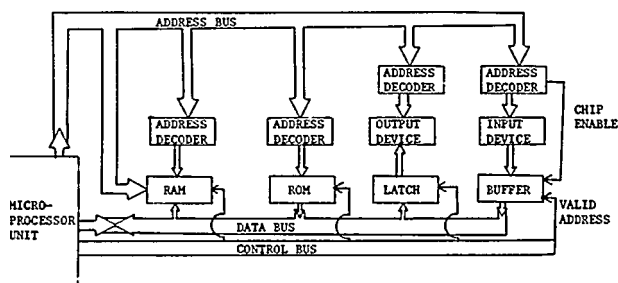 ADDRESS BUS
ADDRESS
DECODER
ADDRESS
DECODER
CHIP
ENABLE
ADDRESS
DECODER
ADDRESS
DECODER
OUTPUT
DEVICE
INPUT
DEVICE
RAM
ROM
LATCH
BUFFER
MICRO-
PROCESSOR
UNIT
VALID
ADDRESS
DATA BUS
CONTROL BUS